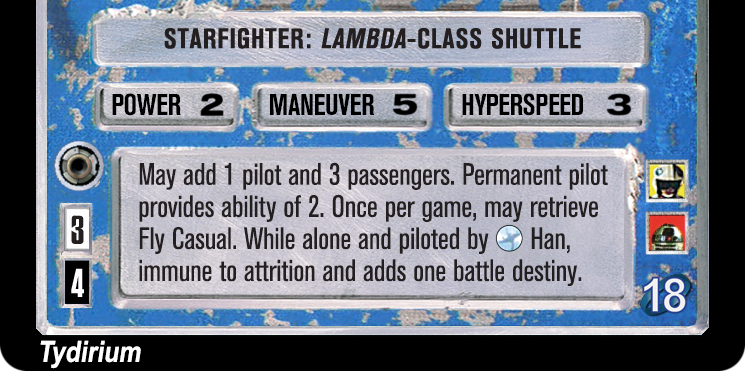 STARFIGHTER: LAMBDA-CLASS SHUTTLE
POWER 2 MANEUVER 5 HYPERSPEED 3
May add 1 pilot and 3 passengers. Permanent pilot
provides ability of 2. Once per game, may retrieve
Fly Casual. While alone and piloted by Han,
immune to attrition and adds one battle destiny.
3
4
18
Tydirium